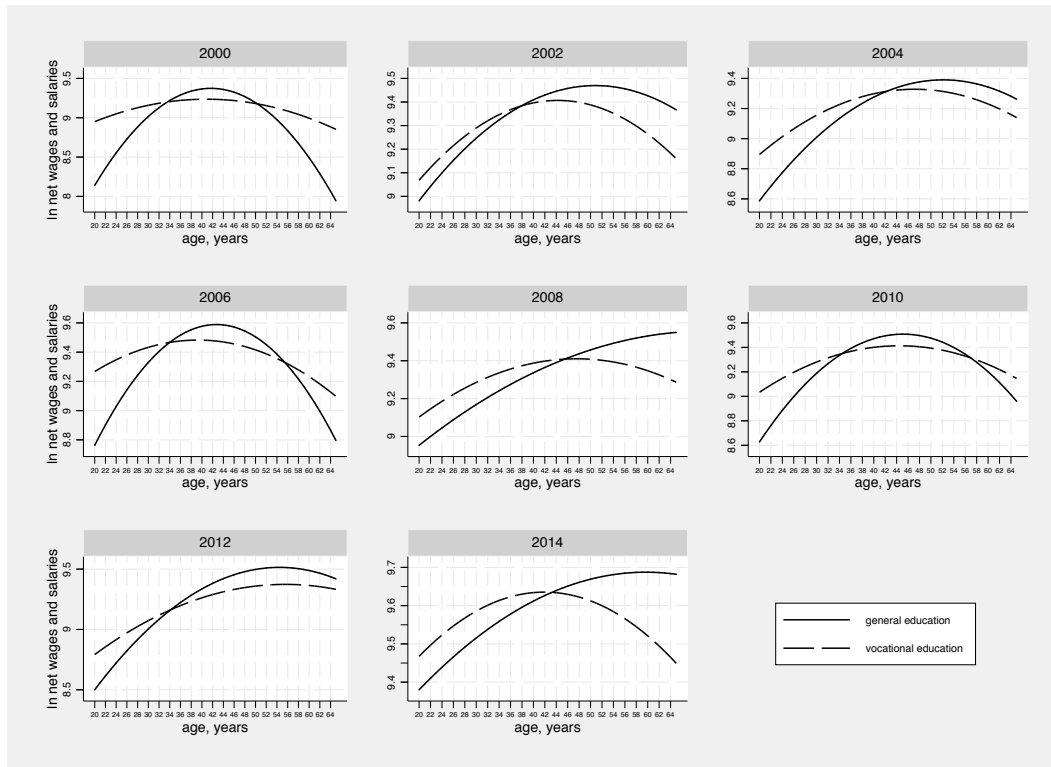 2000 2002 2004
ln net wages and salaries
9.5
9
8.5
8
20 22 24 26 28 30 32 34 36 38 40 42 44 46 48 50 52 54 56 58 60 62 64
age, years
9.5
9.4
9.3
9.2
9.1
9
20 22 24 26 28 30 32 34 36 38 40 42 44 46 48 50 52 54 56 58 60 62 64
age, years
9.4
9.2
9
8.8
8.6
20 22 24 26 28 30 32 34 36 38 40 42 44 46 48 50 52 54 56 58 60 62 64
age, years
2006 2008 2010
ln net wages and salaries
9.6
9.4
9.2
9
8.8
20 22 24 26 28 30 32 34 36 38 40 42 44 46 48 50 52 54 56 58 60 62 64
age, years
9.6
9.4
9.2
9
20 22 24 26 28 30 32 34 36 38 40 42 44 46 48 50 52 54 56 58 60 62 64
age, years
9.6
9.4
9.2
9
8.8
8.6
20 22 24 26 28 30 32 34 36 38 40 42 44 46 48 50 52 54 56 58 60 62 64
age, years
2012 2014
ln net wages and salaries
9.5
9
8.5
20 22 24 26 28 30 32 34 36 38 40 42 44 46 48 50 52 54 56 58 60 62 64
age, years
9.7
9.6
9.5
9.4
20 22 24 26 28 30 32 34 36 38 40 42 44 46 48 50 52 54 56 58 60 62 64
age, years
general education
vocational education